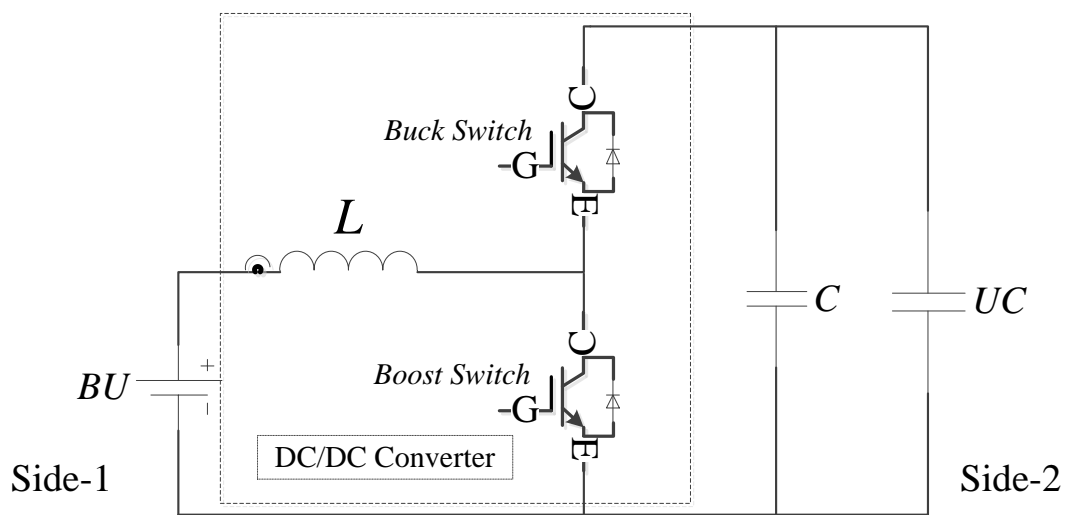 C
Buck Switch
G
E
L
C
UC
C
Boost Switch
+
BU
G
−
E
DC/DC Converter
Side-1
Side-2